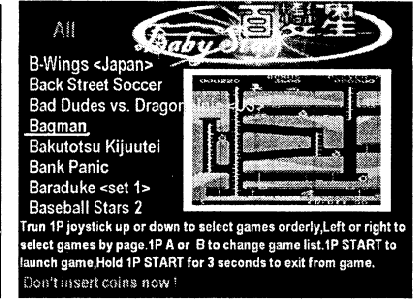 All
Baby Star
B-Wings <Japan>
Back Street Soccer
Bad Dudes vs. Dragon
Bagman
Bakutotsu Kijuutei
Bank Panic
Baraduke <set 1>
Baseball Stars 2
Trun 1P joystick up or down to select games orderly,Left or right to
select games by page.1P A or B to change game list.1P START to
launch game,Hold 1P START for 3 seconds to exit from game.
Don't insert coins now !